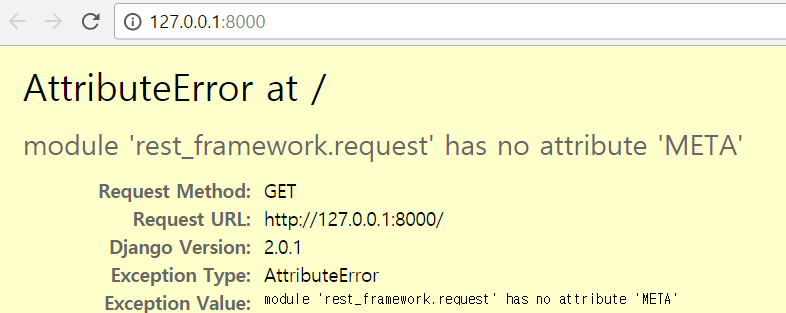 127.0.0.1:8000
AttributeError at /
module 'rest_framework.request' has no attribute 'META'
Request Method: GET
Request URL: http://127.0.0.1:8000/
Django Version: 2.0.1
Exception Type: AttributeError
Exception Value: module 'rest_framework.request' has no attribute 'META'